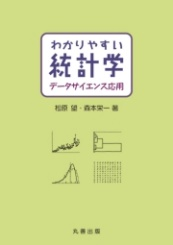 わかりやすい
統計学
データサイエンス応用
松原 望・森本栄一 著
丸善出版